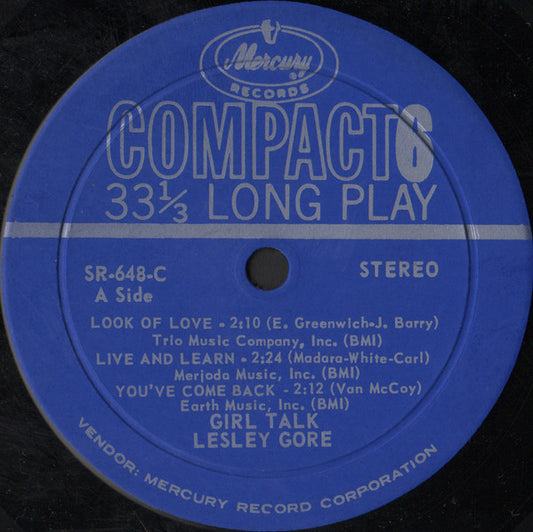 Mercury
RECORDS
COMPACT 6
33⅓ LONG PLAY
SR-648-C STEREO
A Side
LOOK OF LOVE - 2:10 (E. Greenwich-J. Barry)
Trio Music Company, Inc. (BMI)
LIVE AND LEARN - 2:24 (Madara-White-Carl)
Merjoda Music, Inc. (BMI)
YOU'VE COME BACK - 2:12 (Van McCoy)
Earth Music, Inc. (BMI)
GIRL TALK
LESLEY GORE
VENDOR: MERCURY RECORD CORPORATION